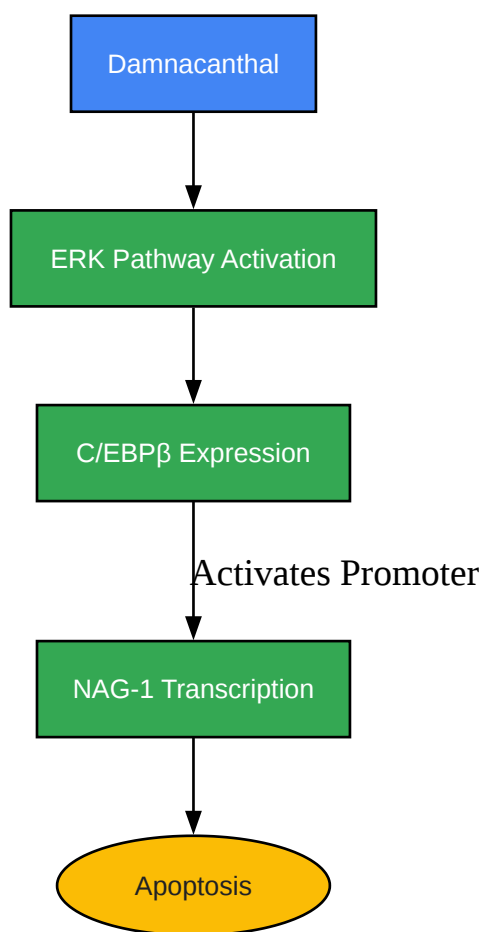 Damnacanthal
ERK Pathway Activation
C/EBPβ Expression
Activates Promoter
NAG-1 Transcription
Apoptosis